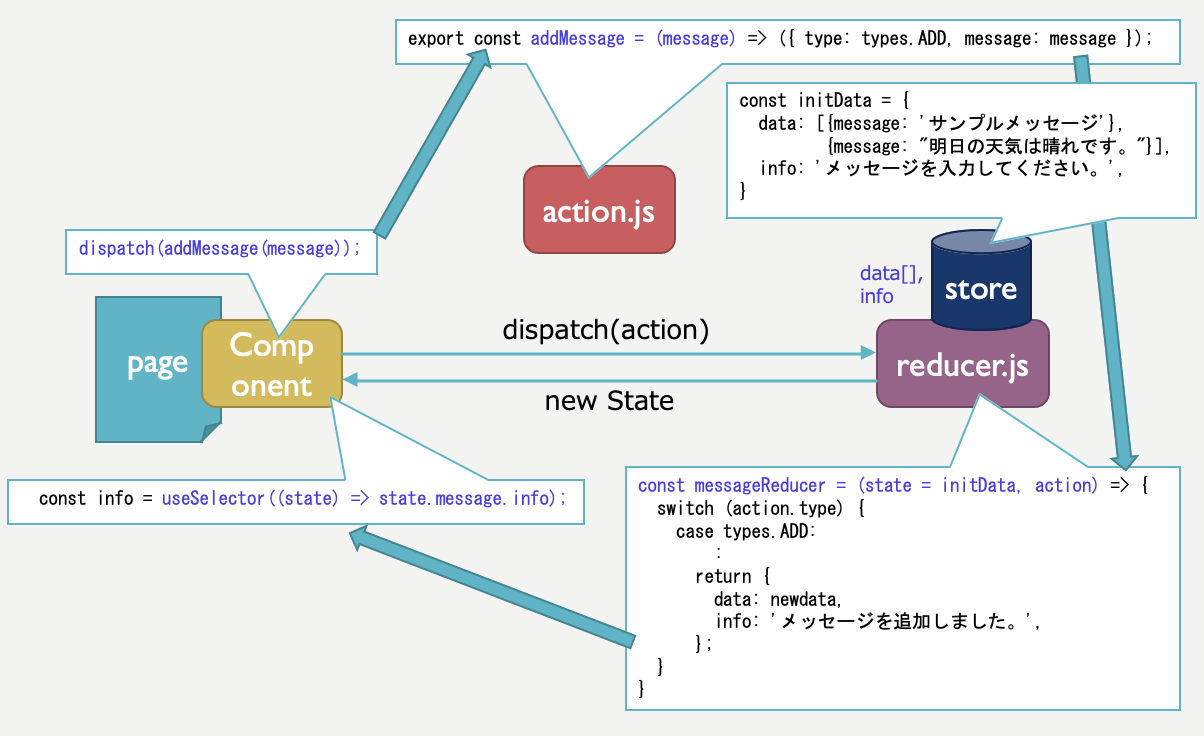 export const addMessage = (message) => ({ type: types.ADD, message: message });
const initData = {
data: [{message: 'サンプルメッセージ'},
{message: "明日の天気は晴れです。"}],
info: 'メッセージを入力してください。',
}
action.js
dispatch(addMessage(message));
data[],
info
store
page
Comp
onent
dispatch(action)
new State
reducer.js
const info = useSelector((state) => state.message.info);
const messageReducer = (state = initData, action) => {
switch (action.type) {
case types.ADD:
:
return {
data: newdata,
info: 'メッセージを追加しました。',
};
}
}